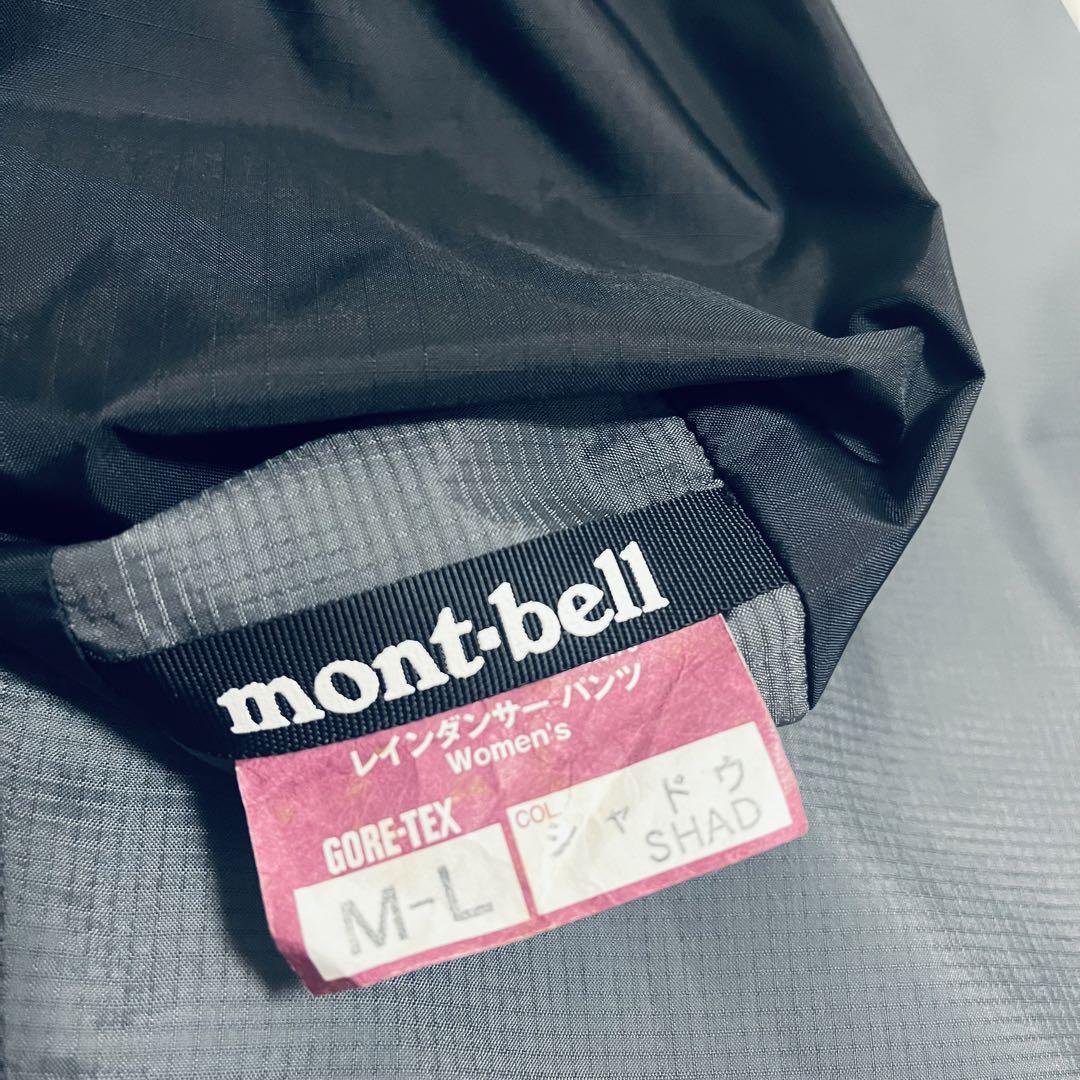 mont-bell
レインダンサー パンツ
Women's
GORE-TEX
M-L
COL
シャドウ
SHAD